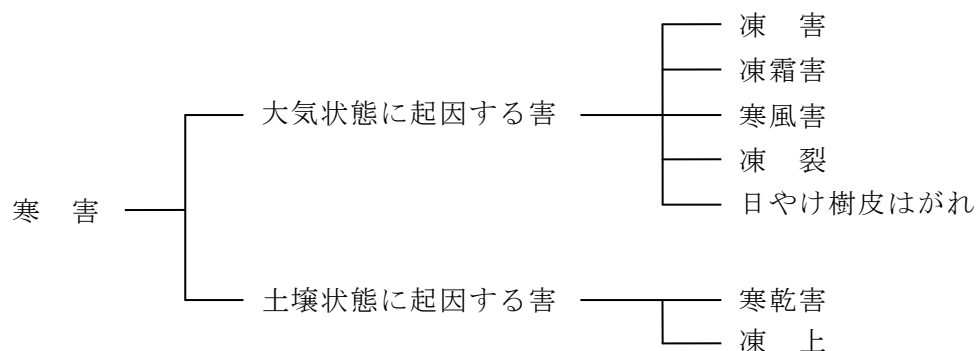 寒　害
大気状態に起因する害
凍　害
凍霜害
寒風害
凍　裂
日やけ樹皮はがれ
土壌状態に起因する害
寒乾害
凍　上